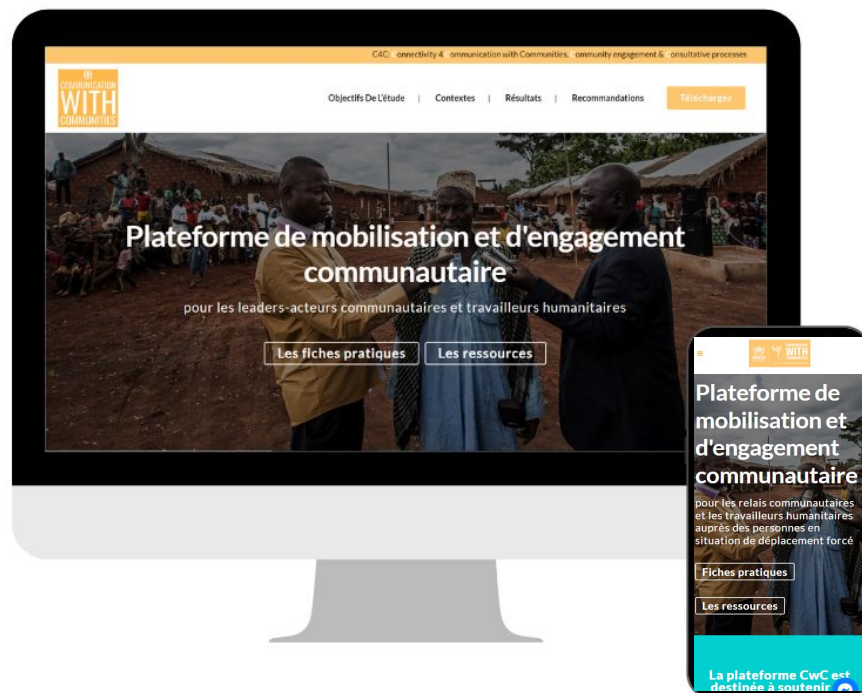 C4C: onnectivity 4 ommunication with Communities, ommunity engagement & onsultative processes
COMMUNICATION
WITH
COMMUNITIES
Objectifs De L'étude | Contextes | Résultats | Recommandations
Téléchargez
Plateforme de mobilisation et d'engagement
communautaire
pour les leaders-acteurs communautaires et travailleurs humanitaires
Les fiches pratiques
Les ressources
WITH
Plateforme de
mobilisation et
d'engagement
communautaire
pour les relais communautaires
et les travailleurs humanitaires
auprès des personnes en
situation de déplacement forcé
Fiches pratiques
Les ressources
La plateforme CwC est
destinée à soutenir